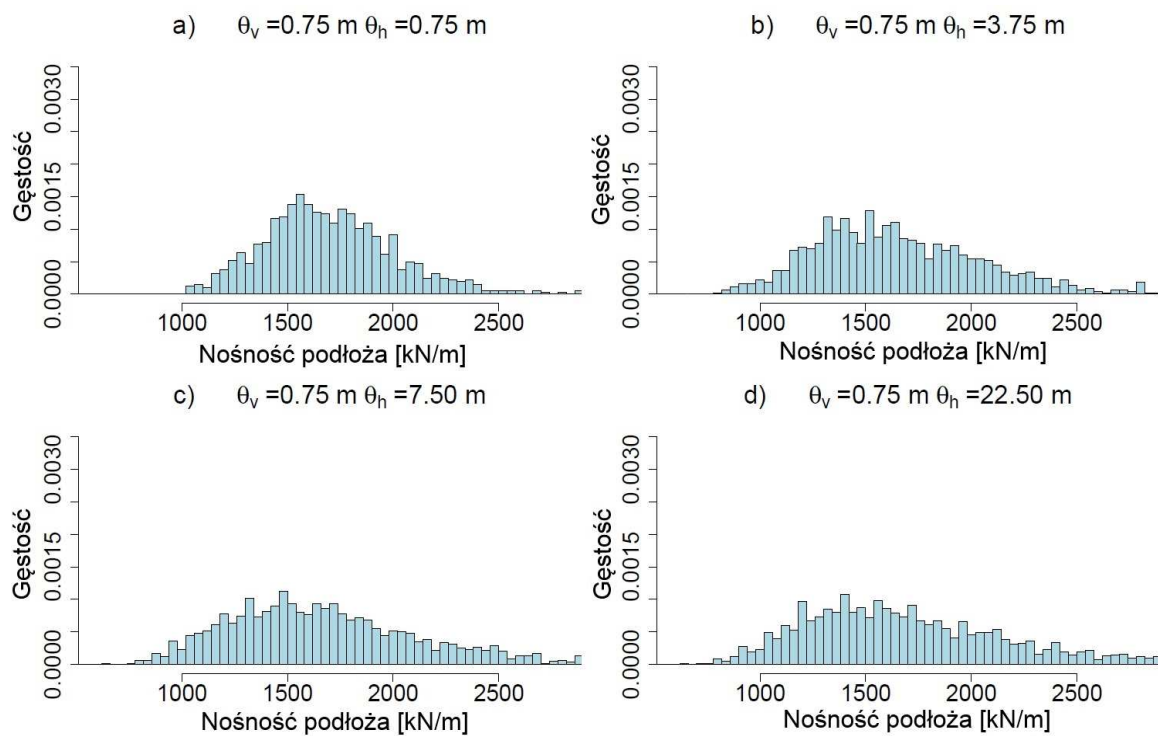 a) θv =0.75 m θh =0.75 m
Gęstość
0.0000 0.0015 0.0030
1000 1500 2000 2500
Nośność podłoża [kN/m]
b) θv =0.75 m θh =3.75 m
Gęstość
0.0000 0.0015 0.0030
1000 1500 2000 2500
Nośność podłoża [kN/m]
c) θv =0.75 m θh =7.50 m
Gęstość
0.0000 0.0015 0.0030
1000 1500 2000 2500
Nośność podłoża [kN/m]
d) θv =0.75 m θh =22.50 m
Gęstość
0.0000 0.0015 0.0030
1000 1500 2000 2500
Nośność podłoża [kN/m]